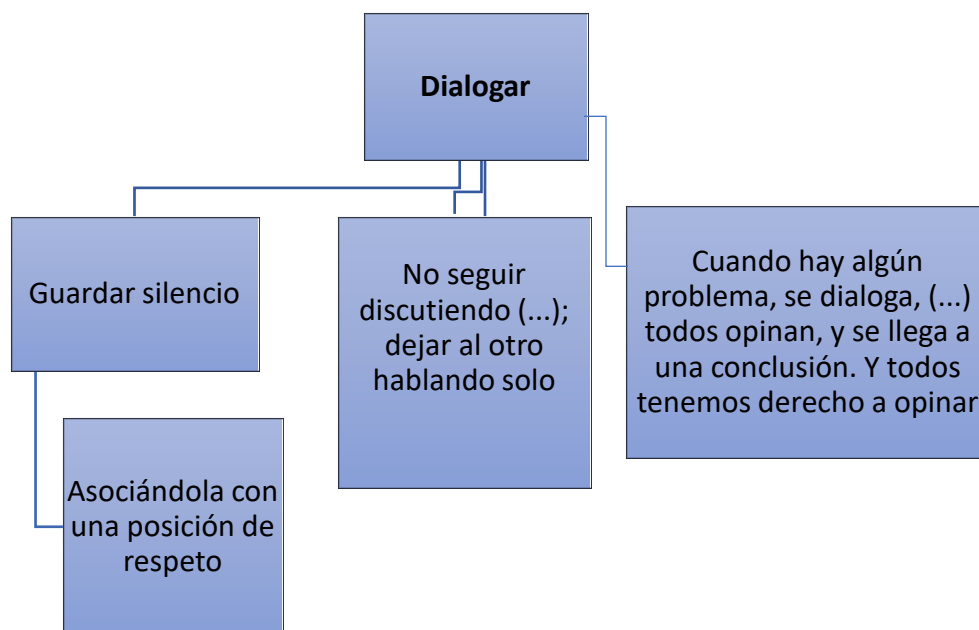 Dialogar
Guardar silencio
No seguir
discutiendo (...);
dejar al otro
hablando solo
Cuando hay algún
problema, se dialoga, (...)
todos opinan, y se llega a
una conclusión. Y todos
tenemos derecho a opinar
Asociándola con
una posición de
respeto